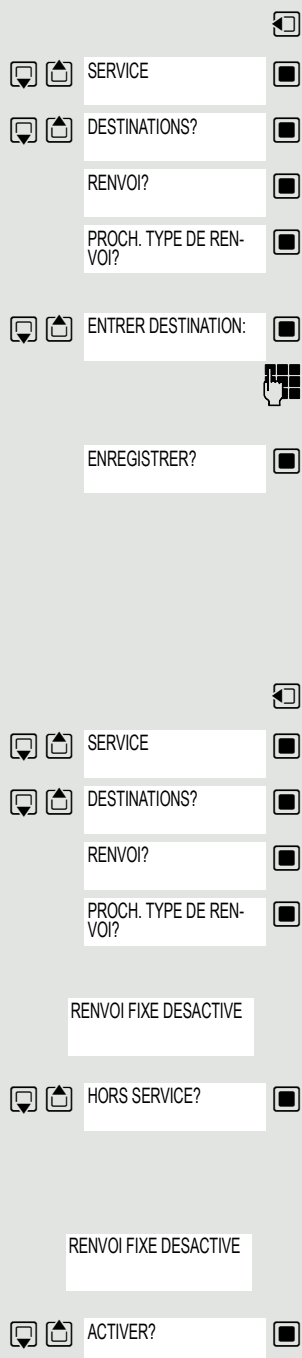 SERVICE
DESTINATIONS?
RENVOI?
PROCH. TYPE DE REN-
VOI?
ENTRER DESTINATION:
ENREGISTRER?
SERVICE
DESTINATIONS?
RENVOI?
PROCH. TYPE DE REN-
VOI?
RENVOI FIXE DESACTIVE
HORS SERVICE?
RENVOI FIXE DESACTIVE
ACTIVER?